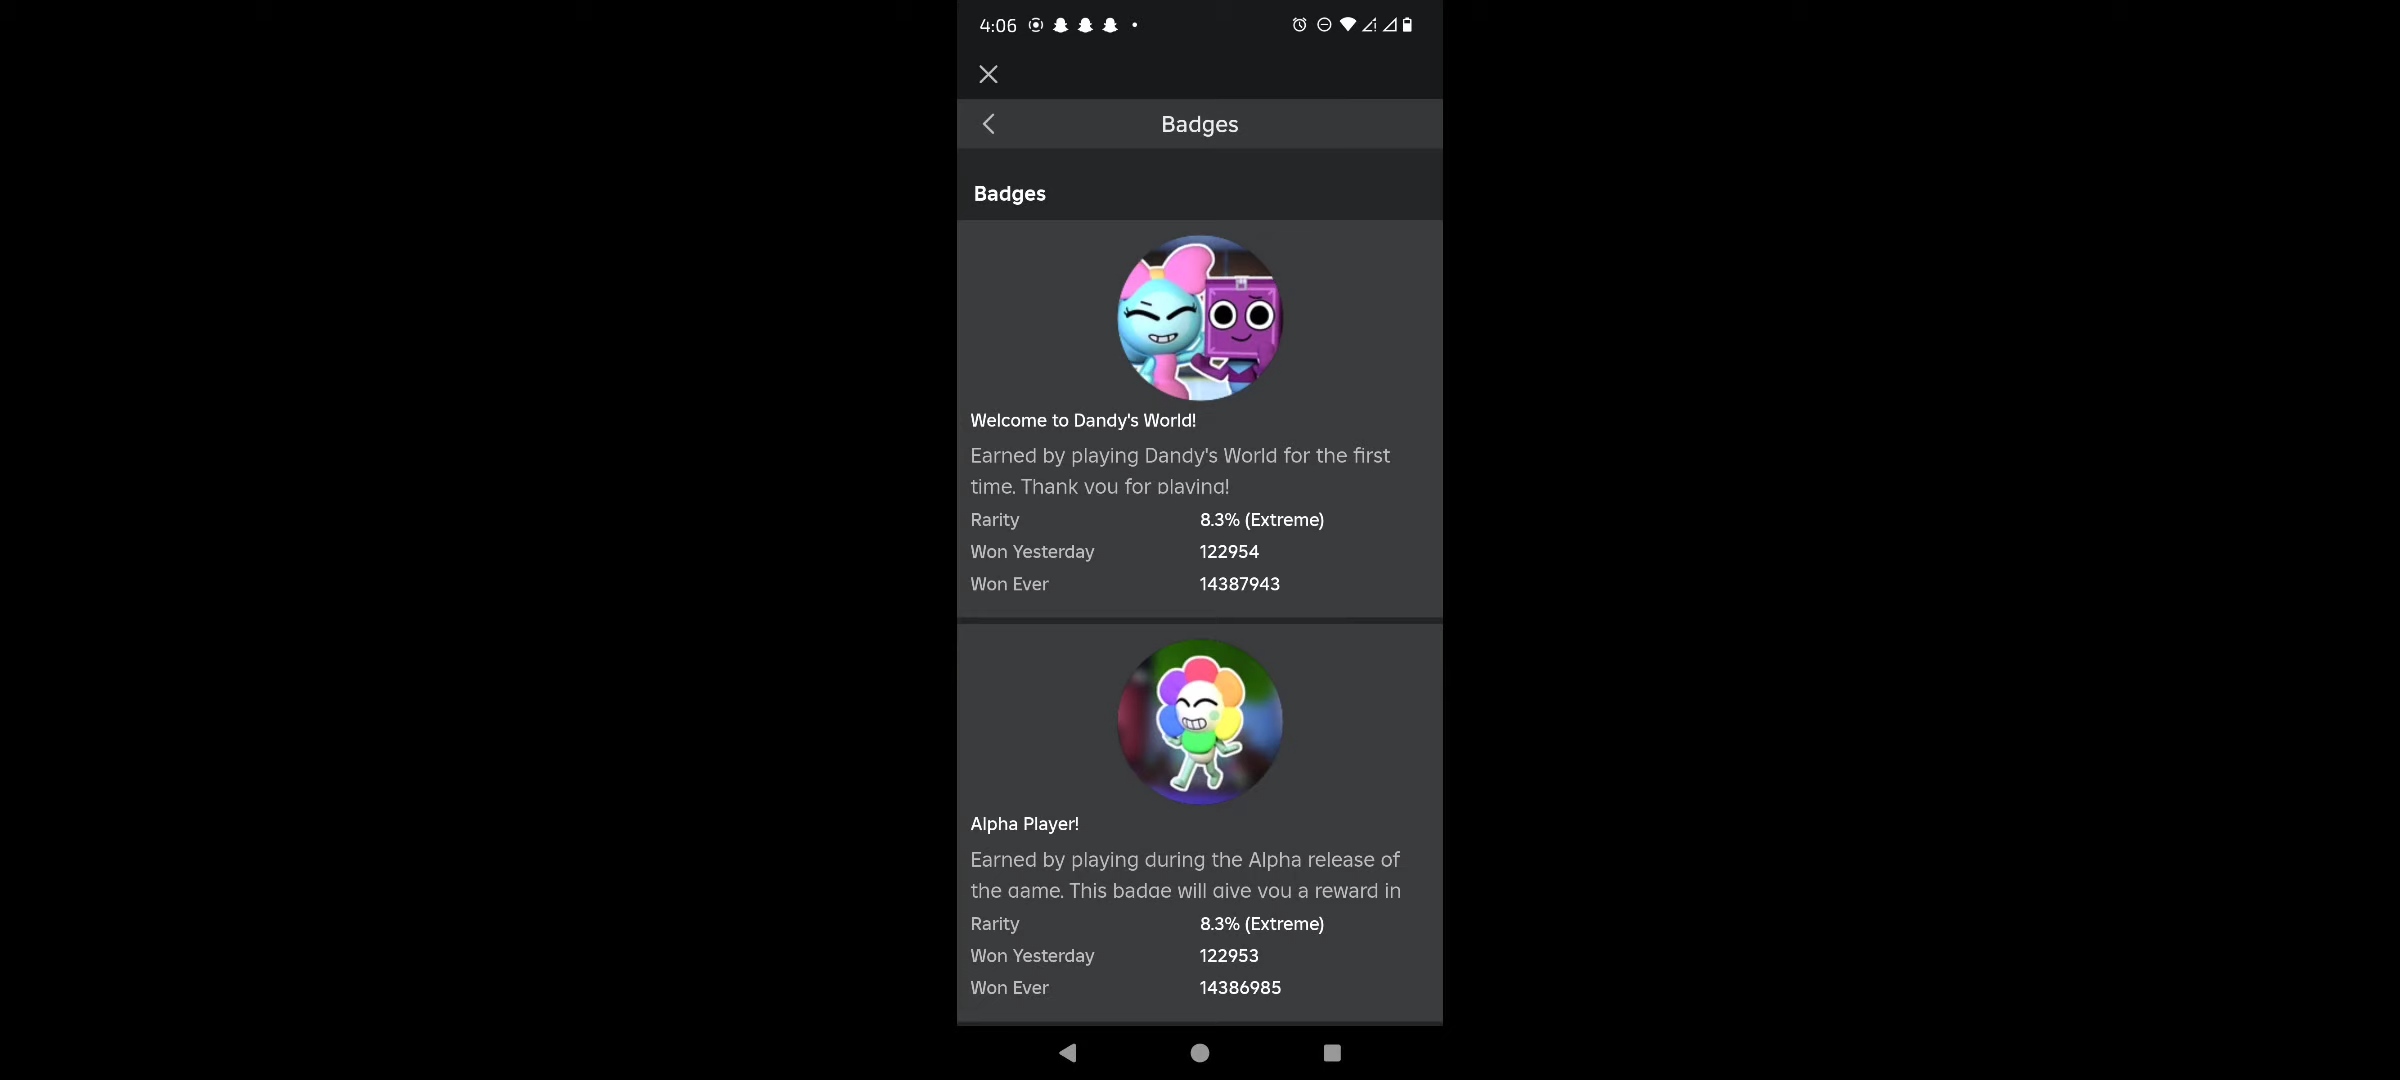 4:06
Badges
Badges
Welcome to Dandy's World!
Earned by playing Dandy's World for the first
time. Thank you for playing!
Rarity 8.3% (Extreme)
Won Yesterday 122954
Won Ever 14387943
Alpha Player!
Earned by playing during the Alpha release of
the game. This badge will give you a reward in
Rarity 8.3% (Extreme)
Won Yesterday 122953
Won Ever 14386985